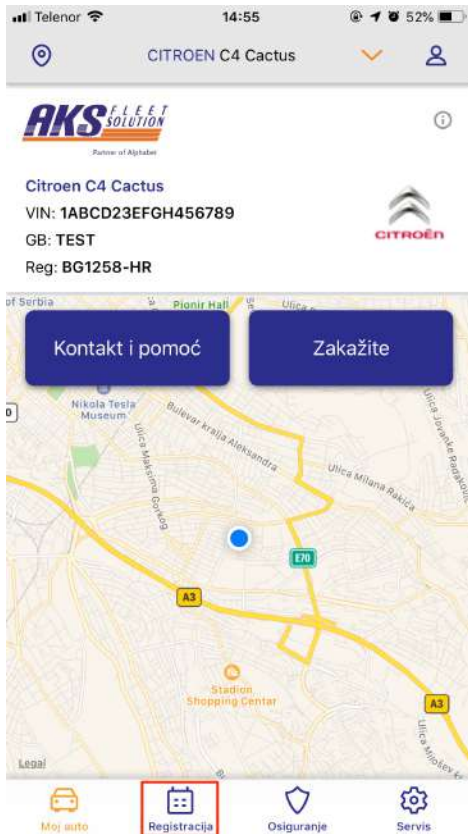 Telenor 14:55 52%
CITROEN C4 Cactus
AKS FLEET
SOLUTION
Partner of Alphabet
Citroen C4 Cactus
VIN: 1ABCD23EFGH456789
GB: TEST
Reg: BG1258-HR
CITROËN
of Serbia
Pionir Hall
Ulica
Kontakt i pomoć
Zakažite
Nikola Tesla
Museum
Bulevar kralja Aleksandra
Ulica Maksima Gorkog
Ulica Jovanke Radaković
Ulica Milana Rakića
E70
A3
Stadion
Shopping Centar
A3
Legal
Moj auto
Registracija
Osiguranje
Servis